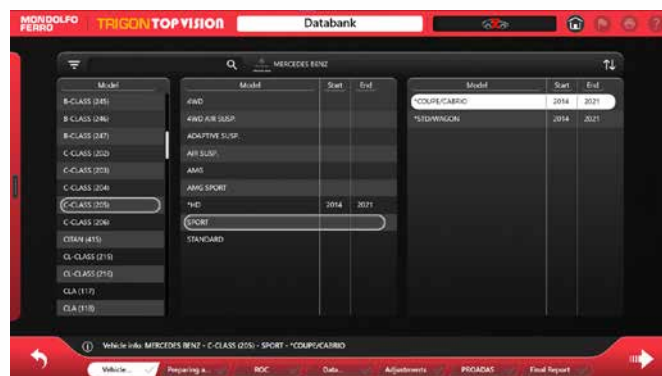 MONDOLFO
FERRO
TRIGON TOPVISION
Databank
MERCEDES BENZ
Model
B-CLASS (245)
B-CLASS (246)
B-CLASS (247)
C-CLASS (202)
C-CLASS (203)
C-CLASS (204)
C-CLASS (205)
C-CLASS (206)
CITAN (415)
CL-CLASS (215)
CL-CLASS (216)
CLA (117)
CLA (118)
Model Start End
4WD
4WD AIR SUSP.
ADAPTIVE SUSP.
AIR SUSP.
AMG
AMG SPORT
*HD 2014 2021
SPORT
STANDARD
Model Start End
*COUPE/CABRIO 2014 2021
*STD/WAGON 2014 2021
Vehicle info: MERCEDES BENZ - C-CLASS (205) - SPORT - *COUPE/CABRIO
Vehicle... Preparing a... ROC Data... Adjustments PROADAS Final Report